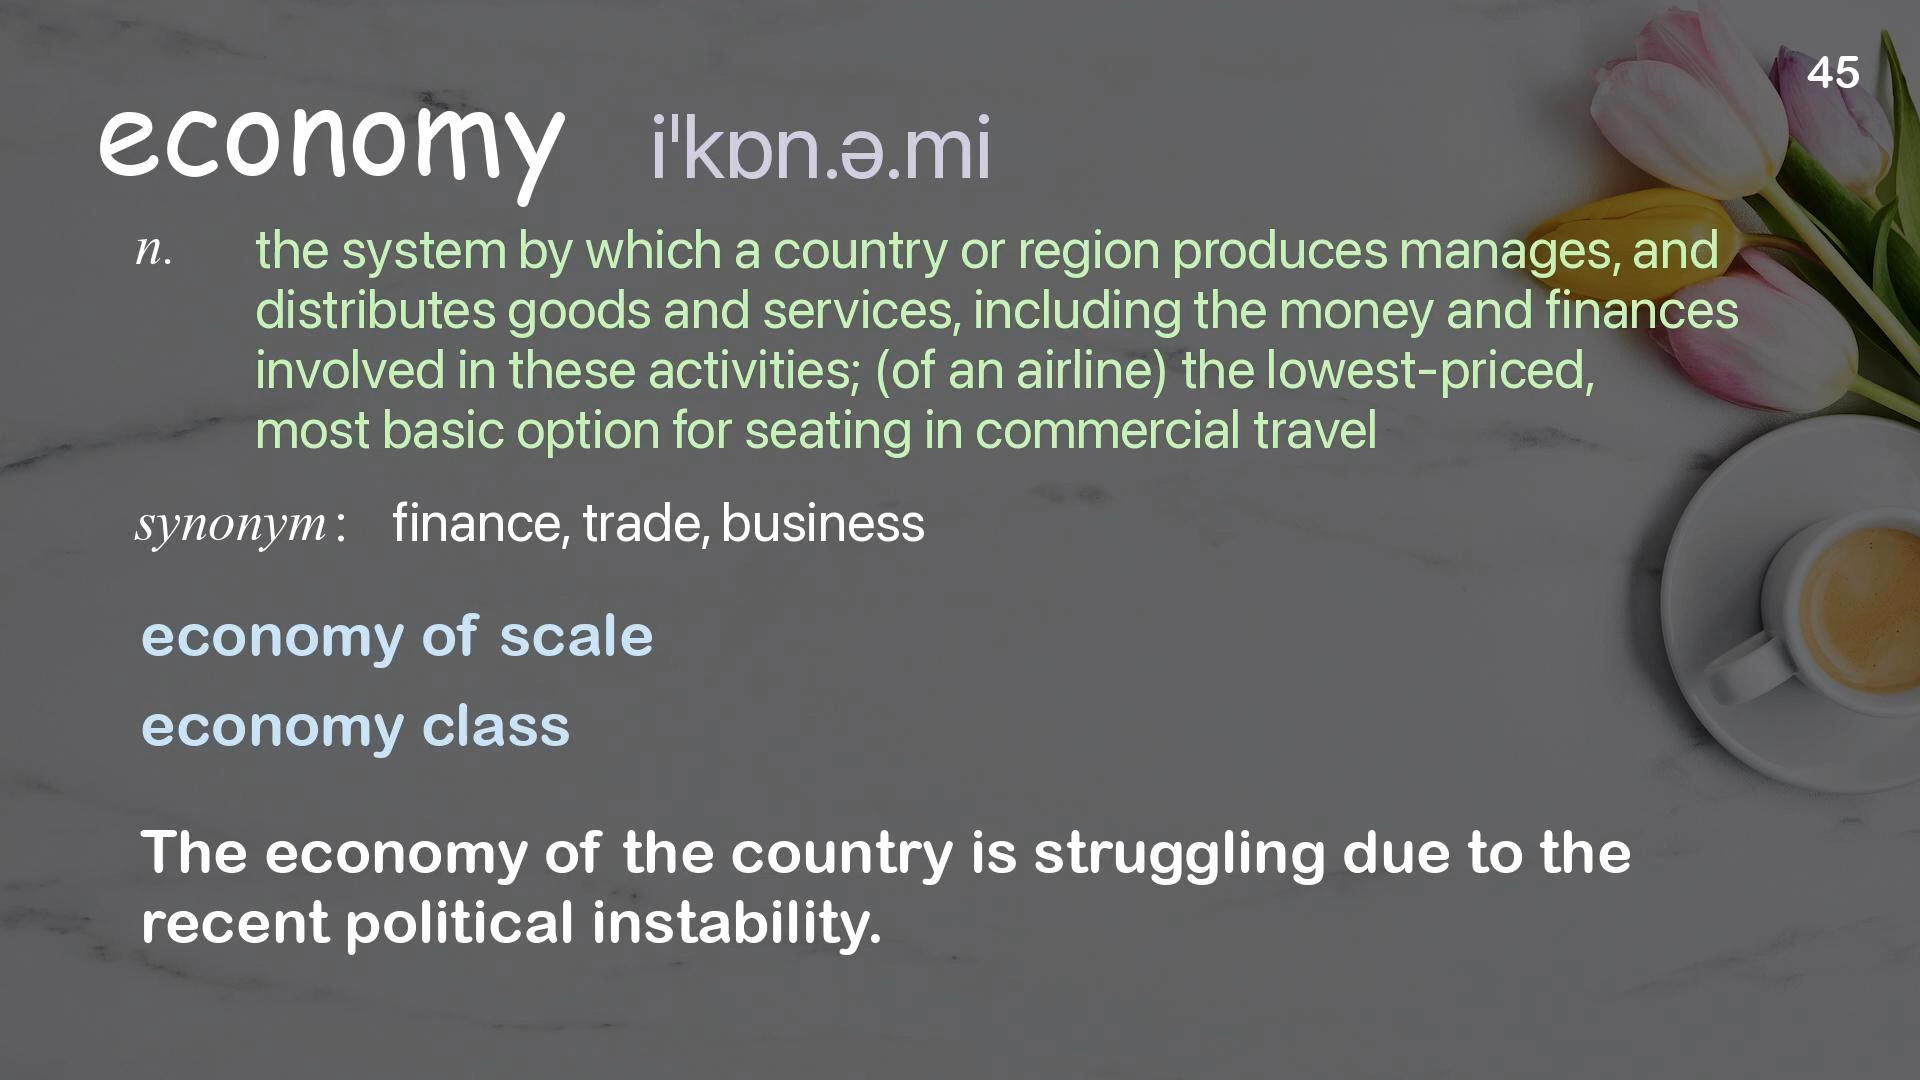 45
economy iˈkɒn.ə.mi
n. the system by which a country or region produces manages, and
distributes goods and services, including the money and finances
involved in these activities; (of an airline) the lowest-priced,
most basic option for seating in commercial travel
synonym: finance, trade, business
economy of scale
economy class
The economy of the country is struggling due to the
recent political instability.